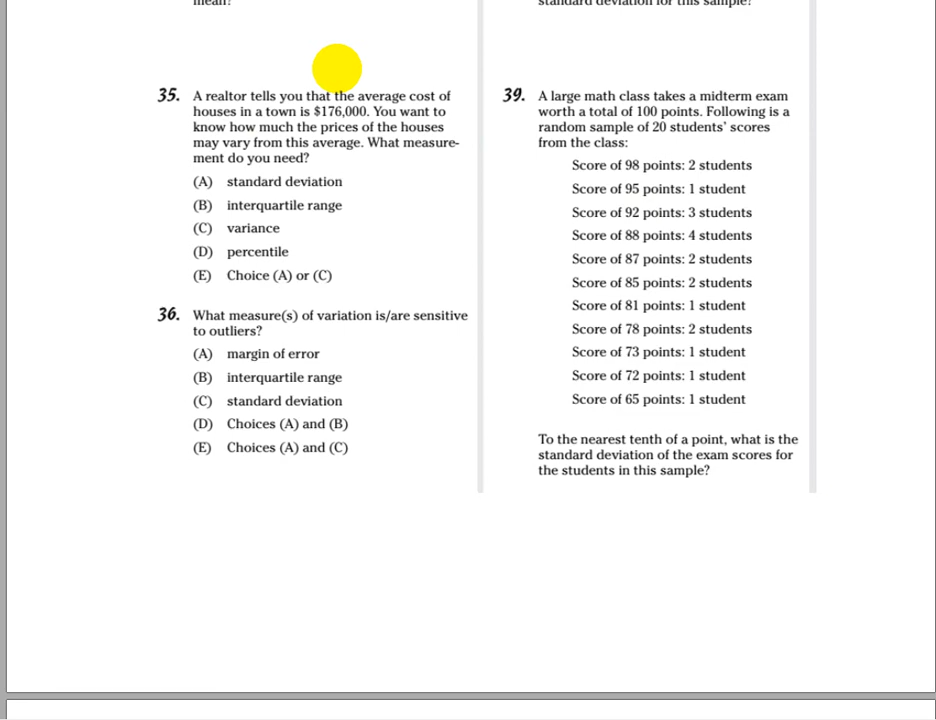 mean?
35. A realtor tells you that the average cost of
houses in a town is $176,000. You want to
know how much the prices of the houses
may vary from this average. What measure-
ment do you need?
(A) standard deviation
(B) interquartile range
(C) variance
(D) percentile
(E) Choice (A) or (C)
36. What measure(s) of variation is/are sensitive
to outliers?
(A) margin of error
(B) interquartile range
(C) standard deviation
(D) Choices (A) and (B)
(E) Choices (A) and (C)
standard deviation for this sample?
39. A large math class takes a midterm exam
worth a total of 100 points. Following is a
random sample of 20 students' scores
from the class:
Score of 98 points: 2 students
Score of 95 points: 1 student
Score of 92 points: 3 students
Score of 88 points: 4 students
Score of 87 points: 2 students
Score of 85 points: 2 students
Score of 81 points: 1 student
Score of 78 points: 2 students
Score of 73 points: 1 student
Score of 72 points: 1 student
Score of 65 points: 1 student
To the nearest tenth of a point, what is the
standard deviation of the exam scores for
the students in this sample?